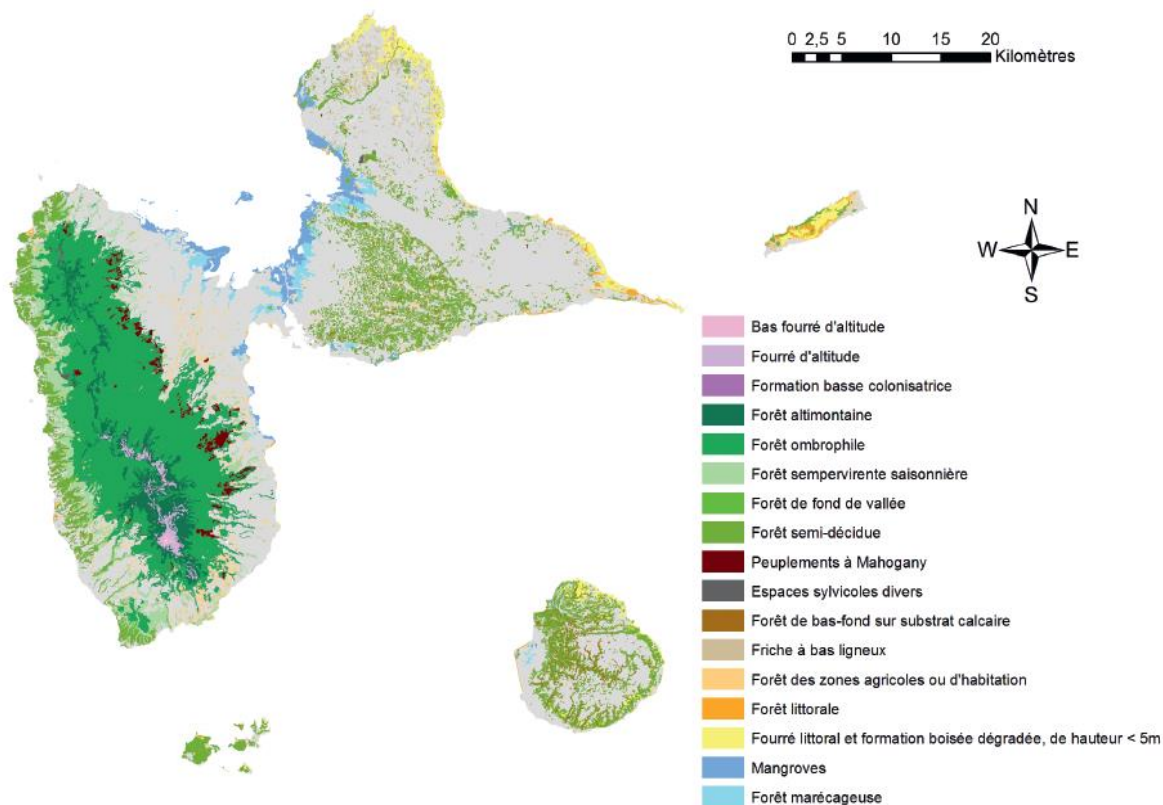 0 2,5 5 10 15 20
Kilomètres
N
W E
S
Bas fourré d'altitude
Fourré d'altitude
Formation basse colonisatrice
Forêt altimontaine
Forêt ombrophile
Forêt sempervirente saisonnière
Forêt de fond de vallée
Forêt semi-décidue
Peuplements à Mahogany
Espaces sylvicoles divers
Forêt de bas-fond sur substrat calcaire
Friche à bas ligneux
Forêt des zones agricoles ou d'habitation
Forêt littorale
Fourré littoral et formation boisée dégradée, de hauteur < 5m
Mangroves
Forêt marécageuse